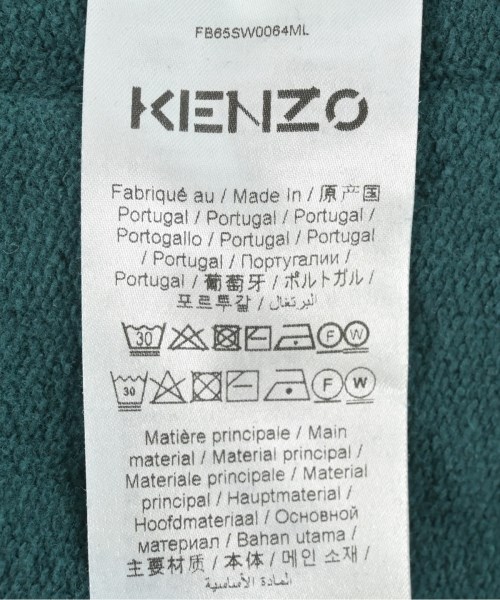 FB65SW0064ML
KENZO
Fabriqué au / Made in / 原产国
Portugal / Portugal / Portugal /
Portogallo / Portugal / Portugal
/ Portugal / Португалии /
Portugal / 葡萄牙 / ポルトガル /
포르투갈 / البرتغال
30 F W
30 F W
Matière principale / Main
material / Material principal /
Materiale principale / Material
principal / Hauptmaterial /
Hoofdmateriaal / Основной
материал / Bahan utama /
主要材质 / 本体 / 메인 소재 /
المادة الأساسية